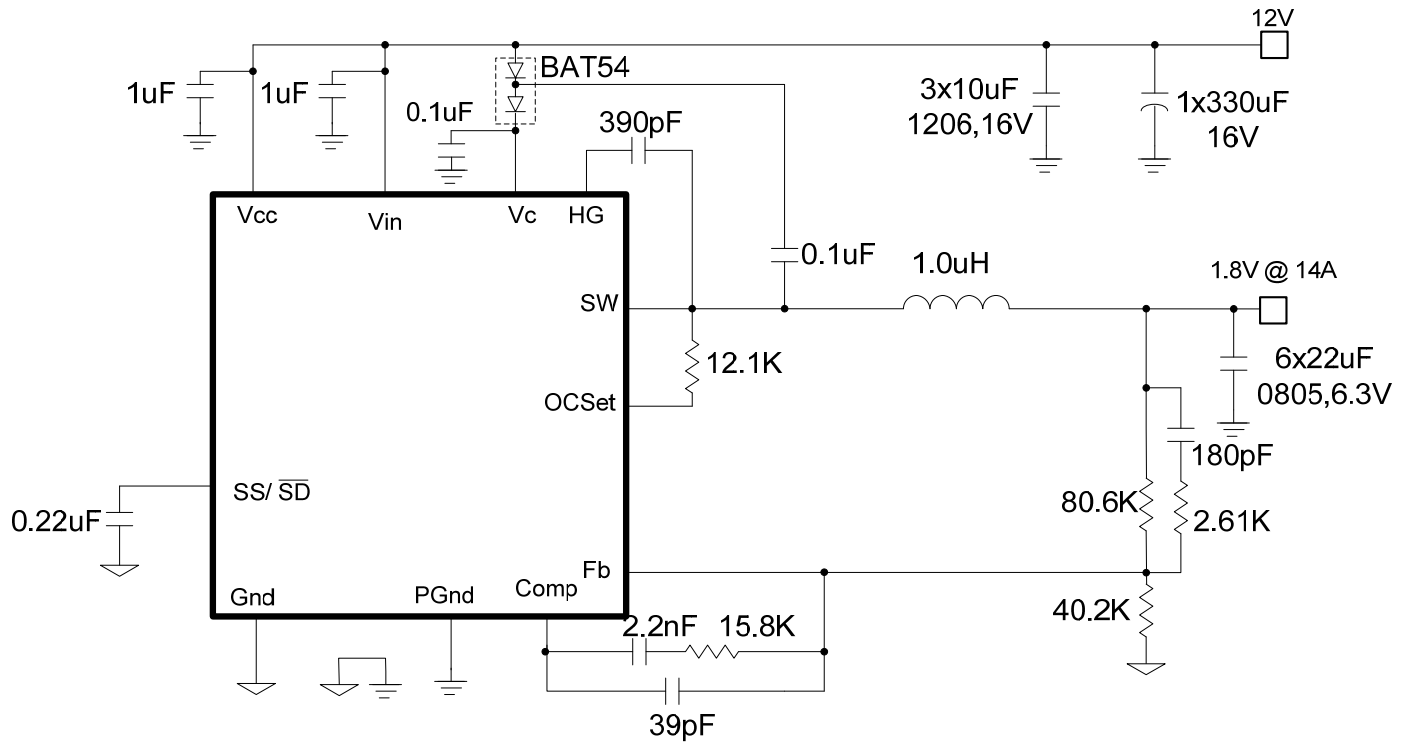 12V
BAT54
1uF
1uF
0.1uF
390pF
3x10uF
1206,16V
1x330uF
16V
Vcc
Vin
Vc
HG
0.1uF
1.0uH
1.8V @ 14A
SW
12.1K
6x22uF
0805,6.3V
OCSet
180pF
SS/ SD
0.22uF
80.6K
2.61K
Fb
Comp
Gnd
PGnd
40.2K
2.2nF
15.8K
39pF